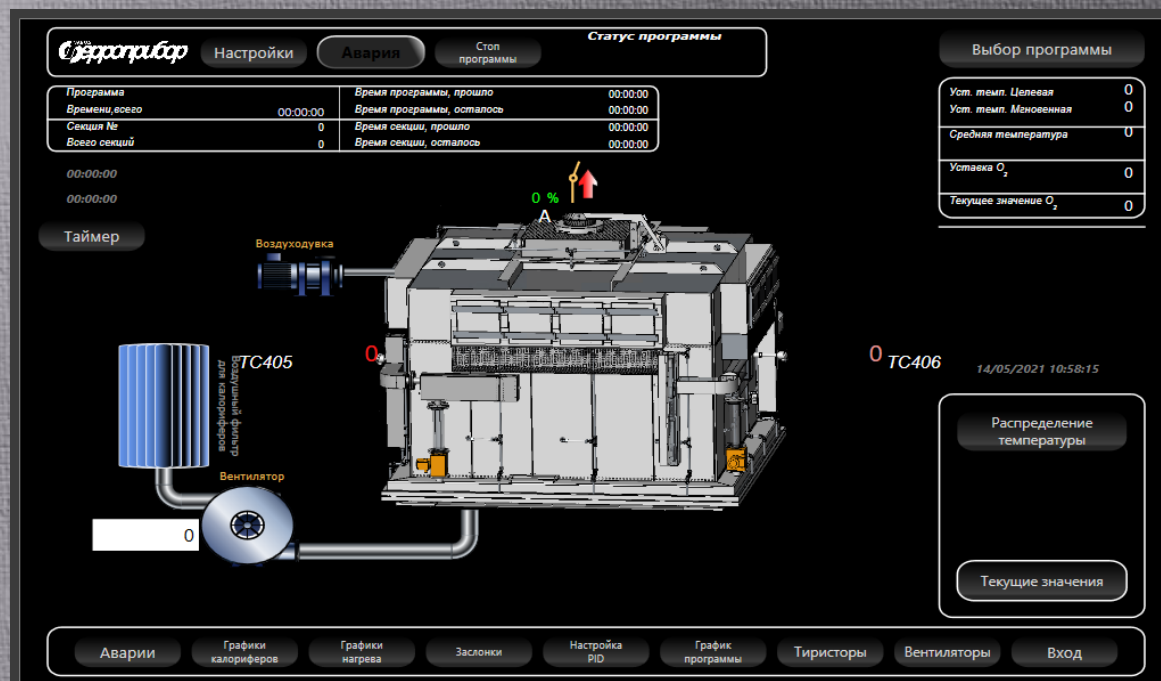 Ферроприбор
Настройки
Авария
Стоп
программы
Статус программы
Выбор программы
Программа
Времени,всего 00:00:00
Секция № 0
Всего секций 0
Время программы, прошло 00:00:00
Время программы, осталось 00:00:00
Время секции, прошло 00:00:00
Время секции, осталось 00:00:00
Уст. темп. Целевая 0
Уст. темп. Мгновенная 0
Средняя температура 0
Уставка O2 0
Текущее значение O2 0
00:00:00
00:00:00
Таймер
0 %
A
Воздуходувка
TC405
0
0
TC406
14/05/2021 10:58:15
Воздушный фильтр
для калориферов
Вентилятор
0
Распределение
температуры
Текущие значения
Аварии
Графики
калориферов
Графики
нагрева
Заслонки
Настройка
PID
График
программы
Тиристоры
Вентиляторы
Вход